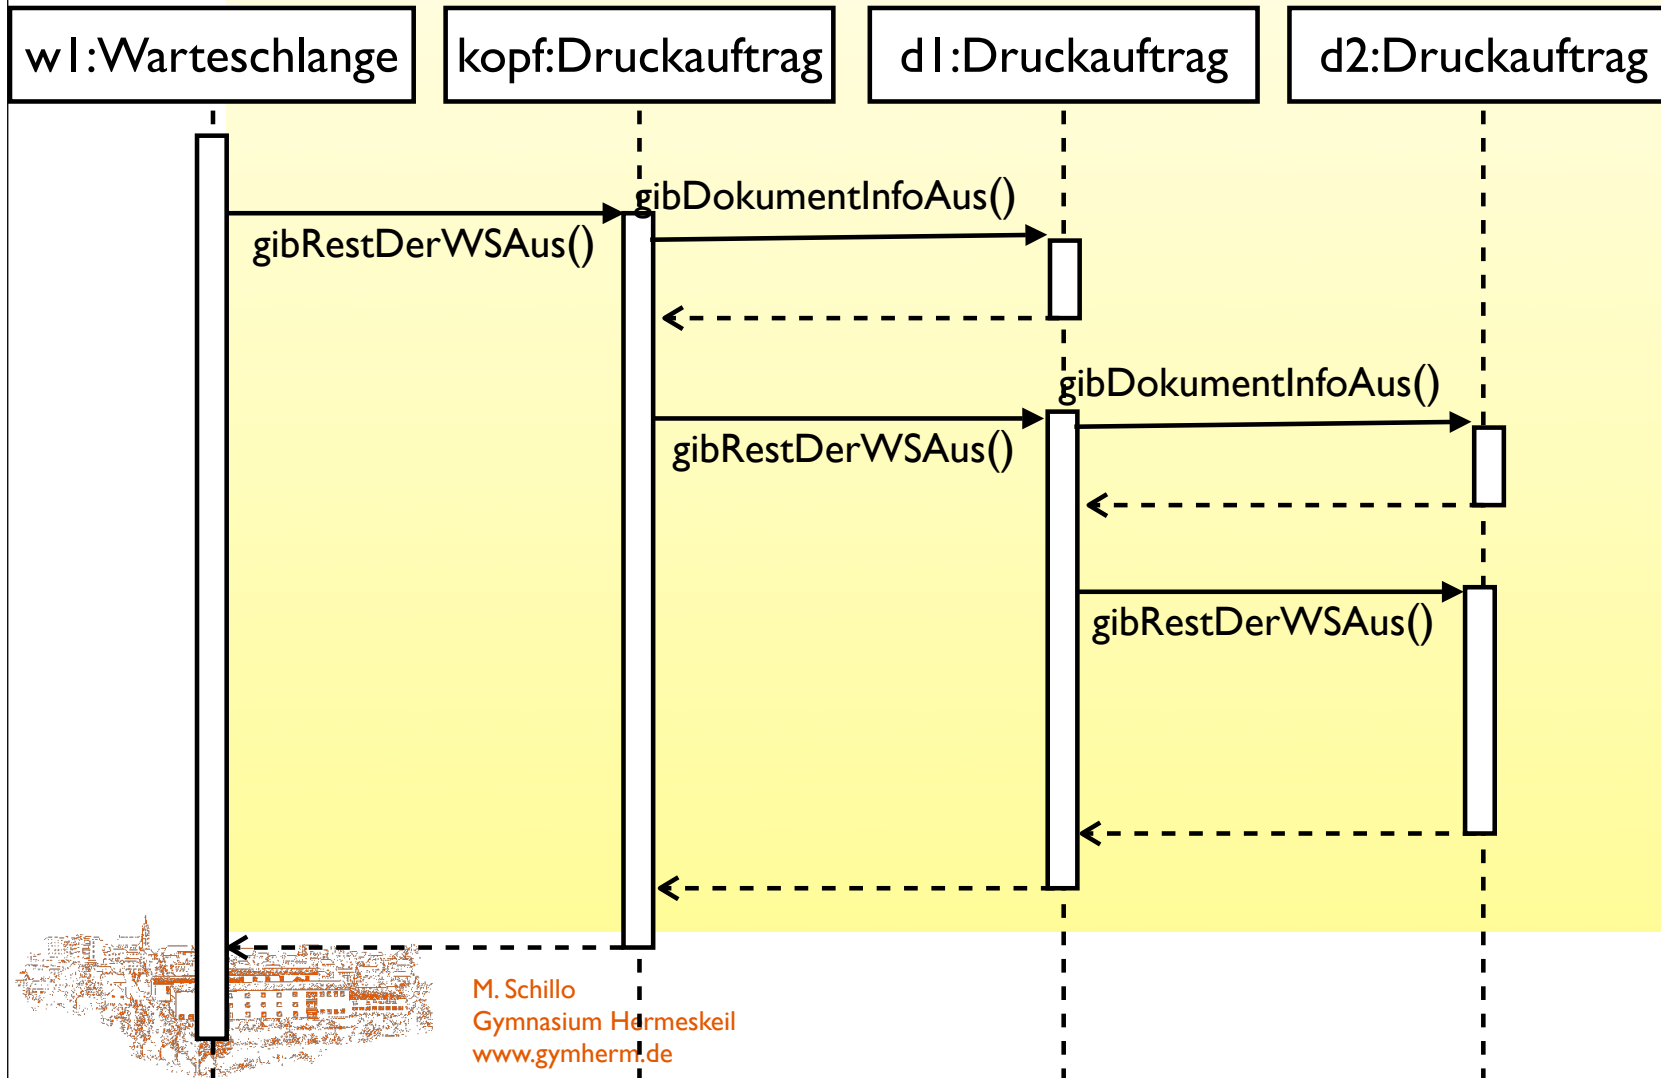 w1:Warteschlange
kopf:Druckauftrag
d1:Druckauftrag
d2:Druckauftrag
gibDokumentInfoAus()
gibRestDerWSAus()
gibDokumentInfoAus()
gibRestDerWSAus()
gibRestDerWSAus()
M. Schillo
Gymnasium Hermeskeil
www.gymherm.de